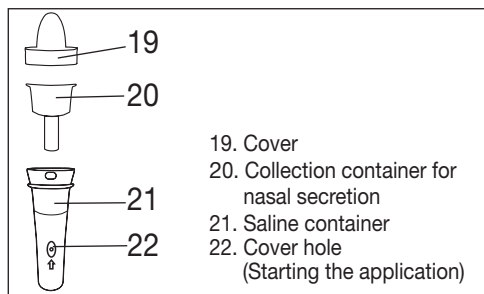 19
20
21
22
19. Cover
20. Collection container for
nasal secretion
21. Saline container
22. Cover hole
(Starting the application)